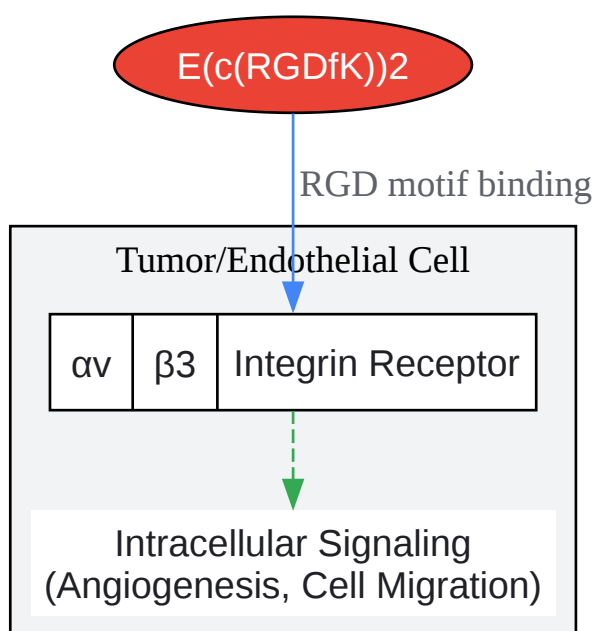 E(c(RGDfK))2
RGD motif binding
Tumor/Endothelial Cell
αv β3 Integrin Receptor
Intracellular Signaling
(Angiogenesis, Cell Migration)